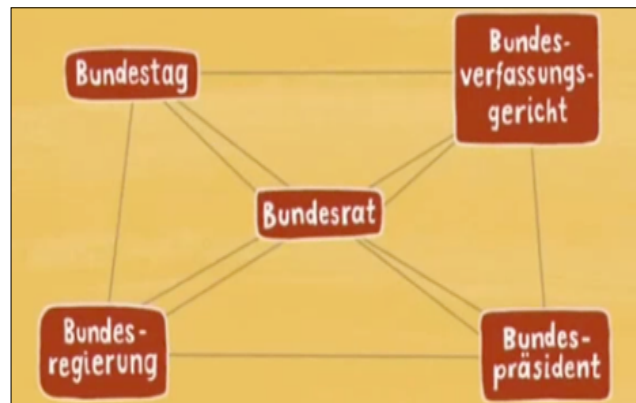 Bundestag
Bundes-
verfassungs-
gericht
Bundesrat
Bundes-
regierung
Bundes-
präsident